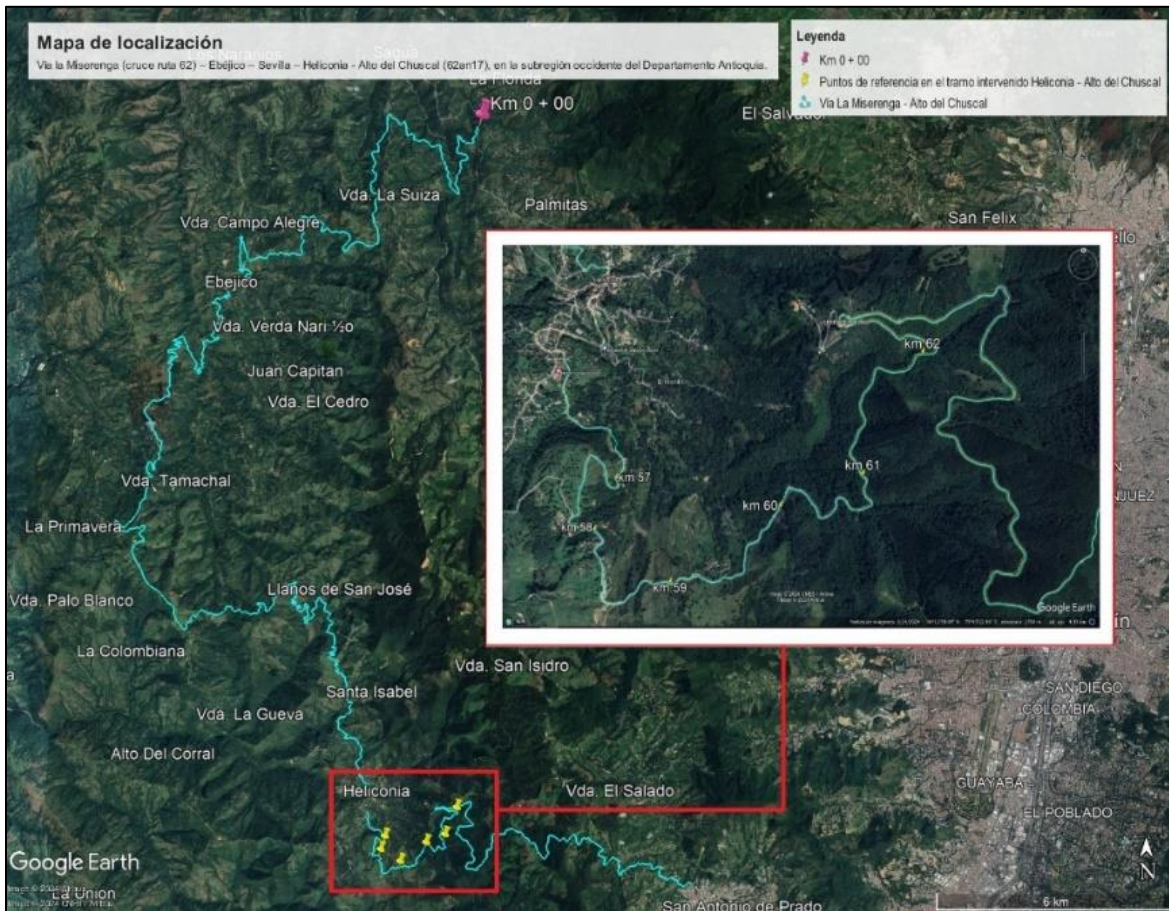 Mapa de localización
Vía la Miserenga (cruce ruta 62) – Ebéjico – Sevilla – Heliconia - Alto del Chuscal (62an17), en la subregión occidente del Departamento Antioquia.
Leyenda
Km 0 + 00
Puntos de referencia en el tramo intervenido Heliconia - Alto del Chuscal
Vía La Miserenga - Alto del Chuscal
La Florida
Km 0 + 00
El Salvador
Vda. La Suiza
Palmitas
Vda. Campo Alegre
San Felix
Ebejico
Vda. Verda Nari ½o
Juan Capitan
Vda. El Cedro
km 62
km 61
km 57
km 60
km 58
km 59
Google Earth
Vda. Tamachal
La Primavera
Llanos de San José
Vda. Palo Blanco
La Colombiana
Vda. San Isidro
Santa Isabel
SAN DIEGO
COLOMBIA
Vda. La Gueva
Alto Del Corral
Heliconia
Vda. El Salado
GUAYABA
EL POBLADO
Google Earth
La Union
San Antonio de Prado
N
6 km